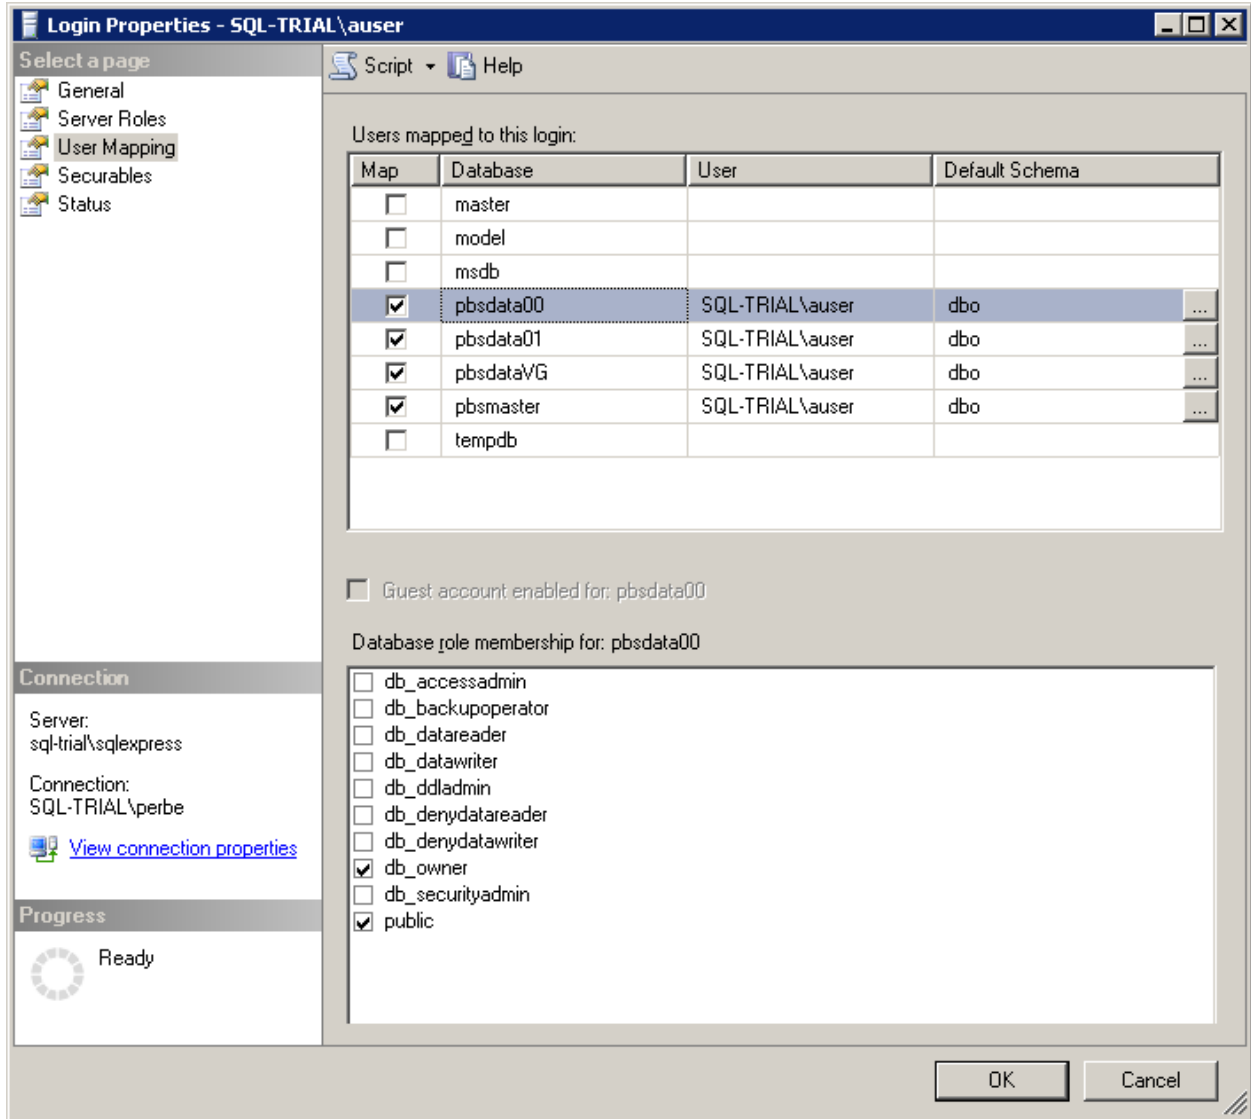 Login Properties - SQL-TRIAL\auser
Select a page
General
Server Roles
User Mapping
Securables
Status
Script Help
Users mapped to this login:
Map Database User Default Schema
master
model
msdb
pbsdata00 SQL-TRIAL\auser dbo ...
pbsdata01 SQL-TRIAL\auser dbo ...
pbsdataVG SQL-TRIAL\auser dbo ...
pbsmaster SQL-TRIAL\auser dbo ...
tempdb
Guest account enabled for: pbsdata00
Database role membership for: pbsdata00
db_accessadmin
db_backupoperator
db_datareader
db_datawriter
db_ddladmin
db_denydatareader
db_denydatawriter
db_owner
db_securityadmin
public
Connection
Server:
sql-trial\sqlexpress
Connection:
SQL-TRIAL\perbe
View connection properties
Progress
Ready
OK Cancel